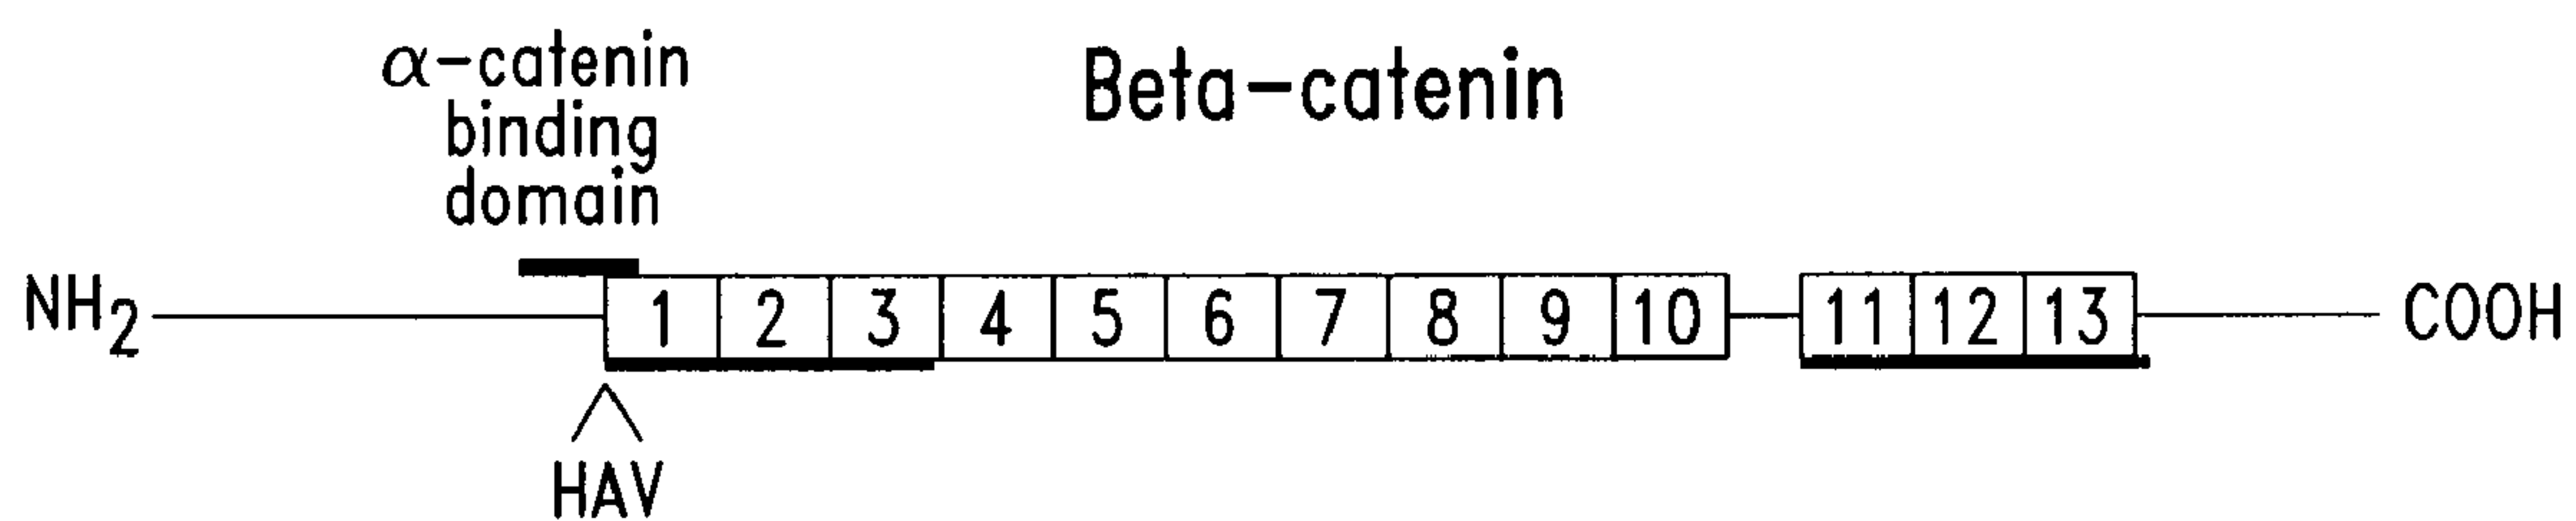 α-catenin
binding
domain
Beta-catenin
NH2 1 2 3 4 5 6 7 8 9 10 11 12 13 COOH
HAV